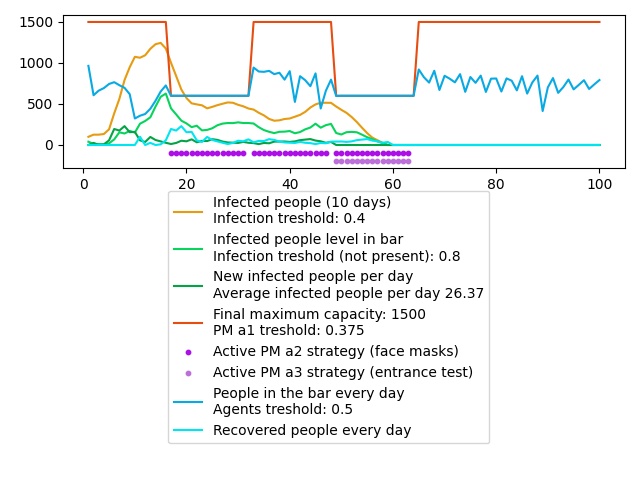 1500
1000
500
0
0
20
40
60
80
100
Infected people (10 days)
Infection treshold: 0.4
Infected people level in bar
Infection treshold (not present): 0.8
New infected people per day
Average infected people per day 26.37
Final maximum capacity: 1500
PM a1 treshold: 0.375
Active PM a2 strategy (face masks)
Active PM a3 strategy (entrance test)
People in the bar every day
Agents treshold: 0.5
Recovered people every day